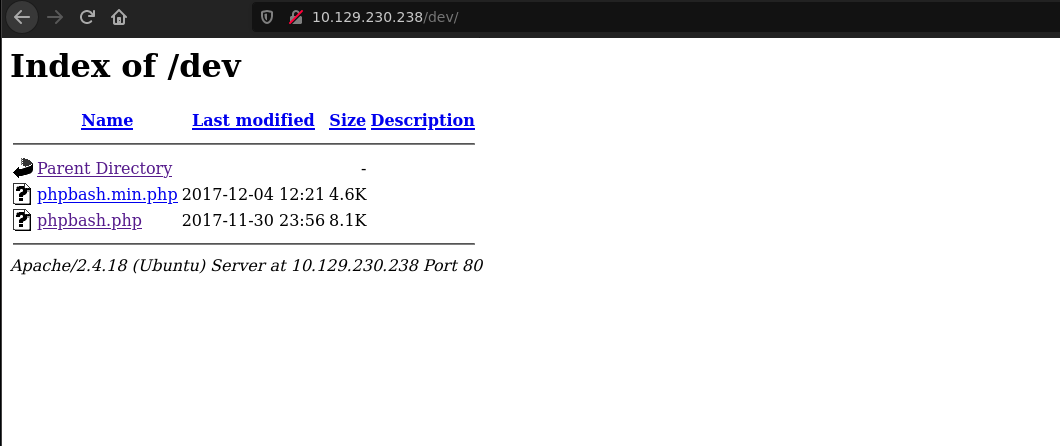 10.129.230.238/dev/
Index of /dev
Name Last modified Size Description
Parent Directory -
phpbash.min.php 2017-12-04 12:21 4.6K
phpbash.php 2017-11-30 23:56 8.1K
Apache/2.4.18 (Ubuntu) Server at 10.129.230.238 Port 80